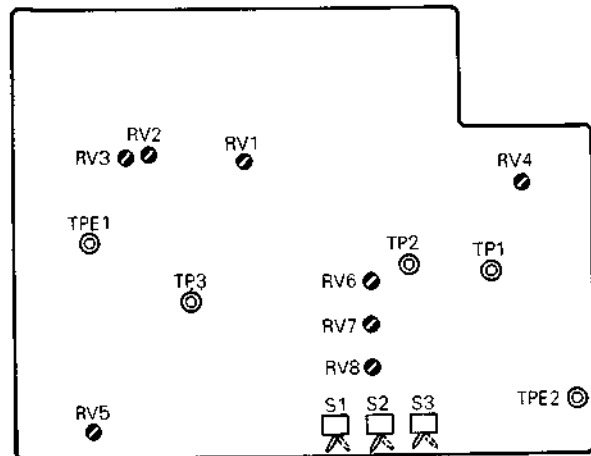 RV2
RV3
RV1
RV4
TPE1
TP2
TP1
TP3
RV6
RV7
RV8
TPE2
S1 S2 S3
RV5